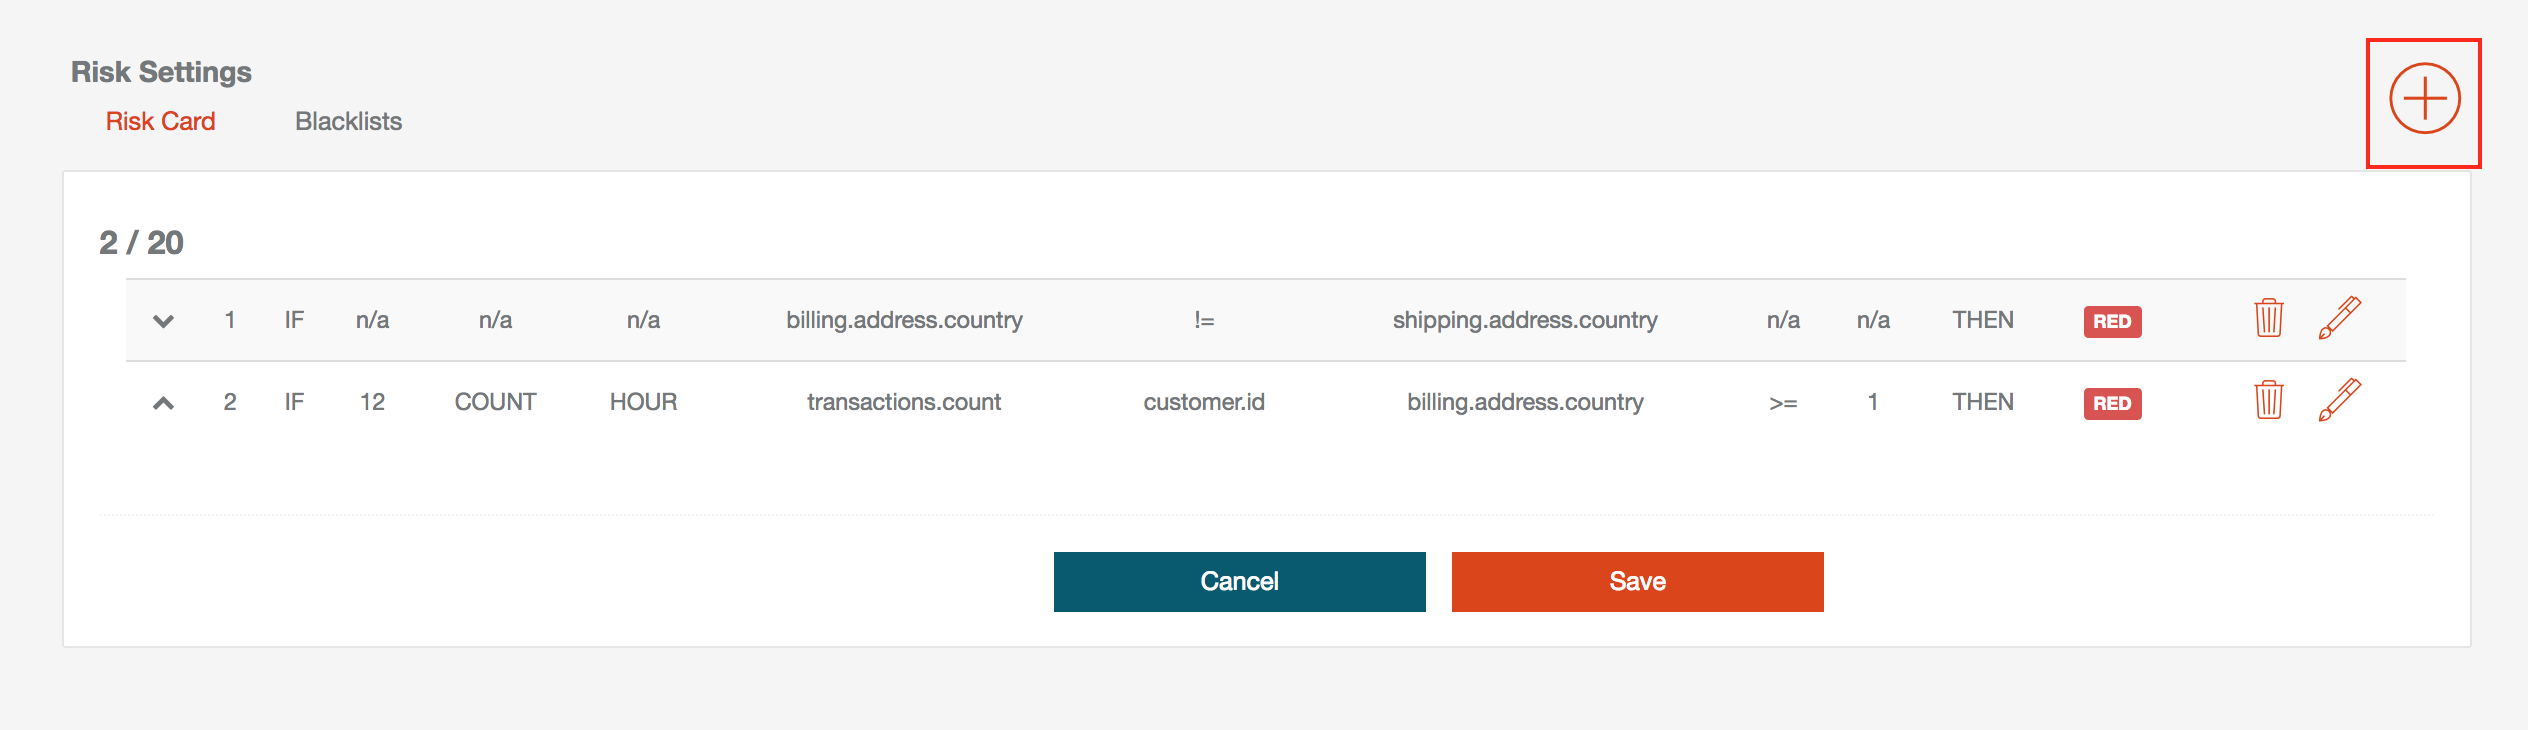 Risk Settings
Risk Card Blacklists
2 / 20
1 IF n/a n/a n/a billing.address.country != shipping.address.country n/a n/a THEN RED
2 IF 12 COUNT HOUR transactions.count customer.id billing.address.country >= 1 THEN RED
Cancel Save